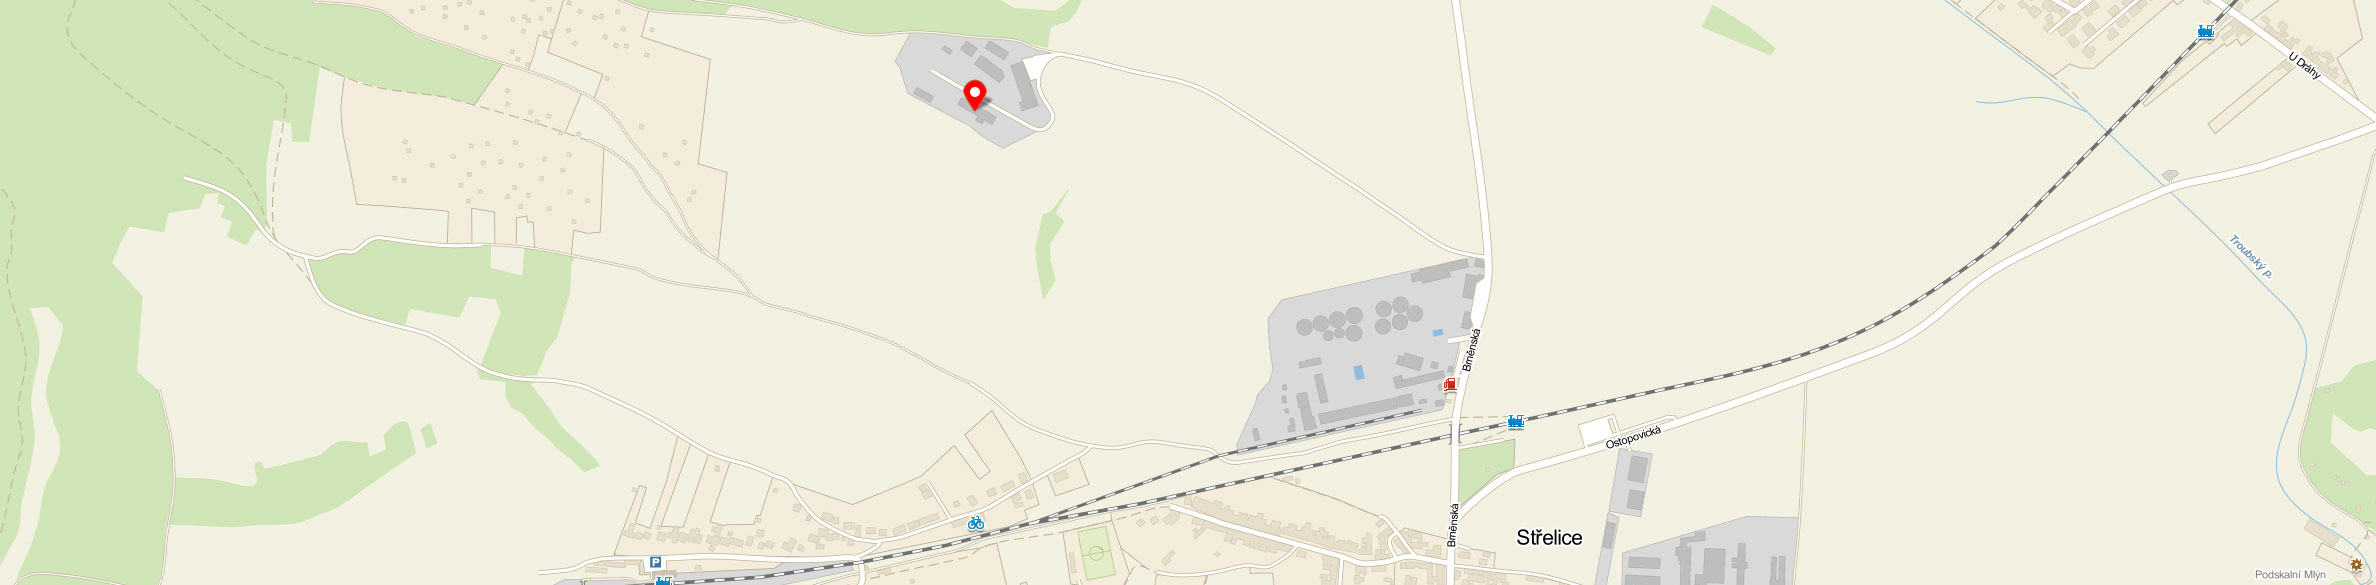 U Dráhy
Troubský p.
Brněnská
Ostopovická
Brněnská
Střelice
P
Podskalní Mlýn